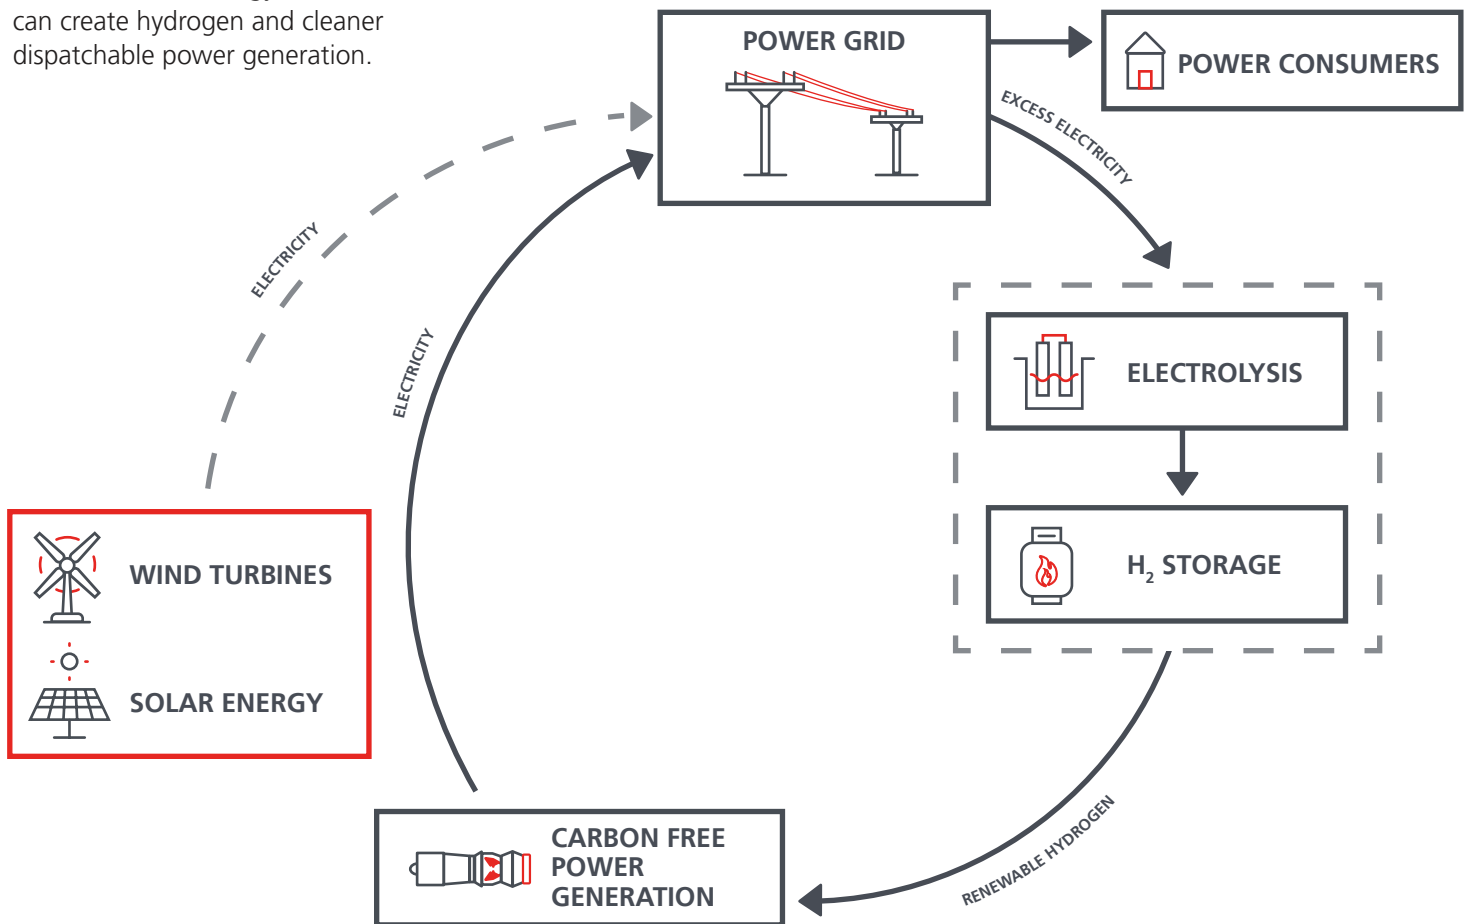 can create hydrogen and cleaner
dispatchable power generation.
POWER GRID
POWER CONSUMERS
EXCESS ELECTRICITY
ELECTRICITY
ELECTRICITY
ELECTROLYSIS
H₂ STORAGE
WIND TURBINES
SOLAR ENERGY
RENEWABLE HYDROGEN
CARBON FREE
POWER
GENERATION